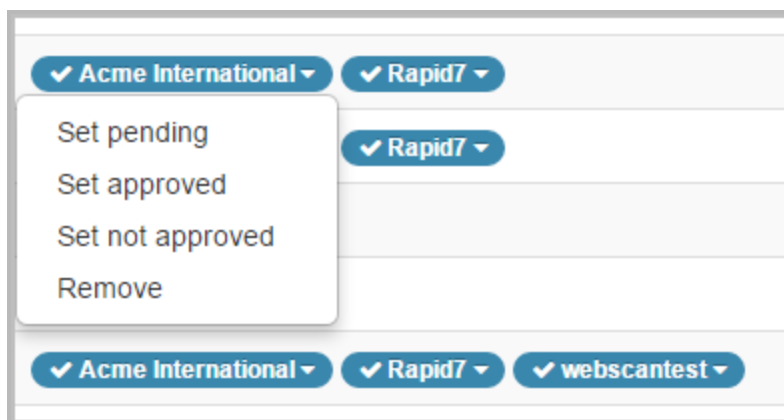 Acme International Rapid7
Set pending
Rapid7
Set approved
Set not approved
Remove
Acme International Rapid7 webscantest